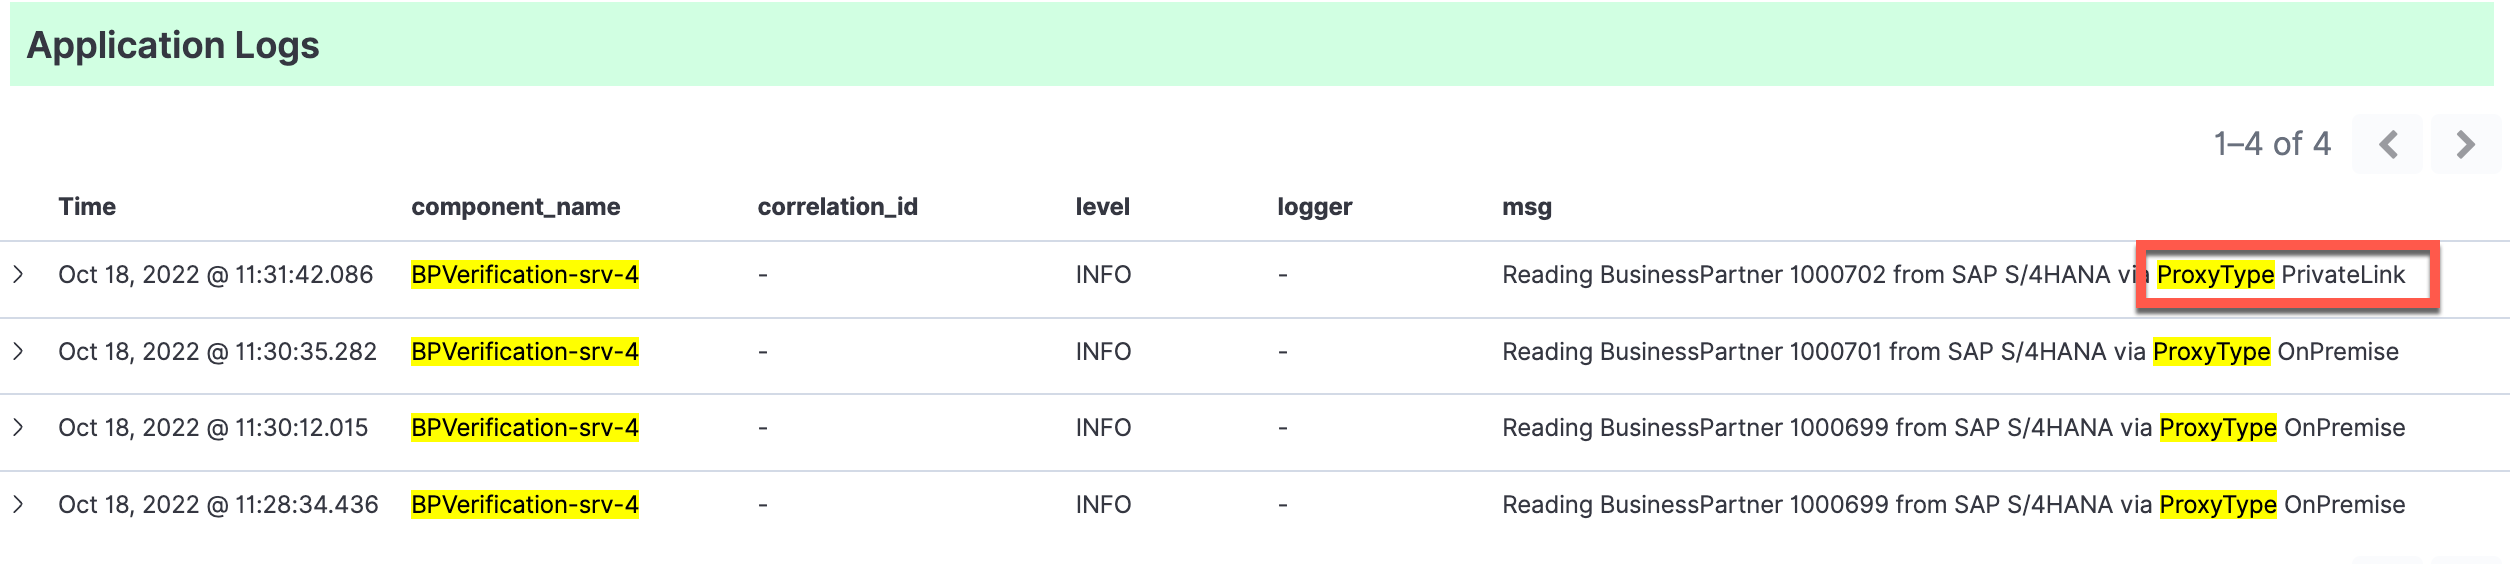 Application Logs
1–4 of 4
Time component_name correlation_id level logger msg
Oct 18, 2022 @ 11:31:42.086 BPVerification-srv-4 - INFO - Reading BusinessPartner 1000702 from SAP S/4HANA via ProxyType PrivateLink
Oct 18, 2022 @ 11:30:35.282 BPVerification-srv-4 - INFO - Reading BusinessPartner 1000701 from SAP S/4HANA via ProxyType OnPremise
Oct 18, 2022 @ 11:30:12.015 BPVerification-srv-4 - INFO - Reading BusinessPartner 1000699 from SAP S/4HANA via ProxyType OnPremise
Oct 18, 2022 @ 11:28:34.436 BPVerification-srv-4 - INFO - Reading BusinessPartner 1000699 from SAP S/4HANA via ProxyType OnPremise